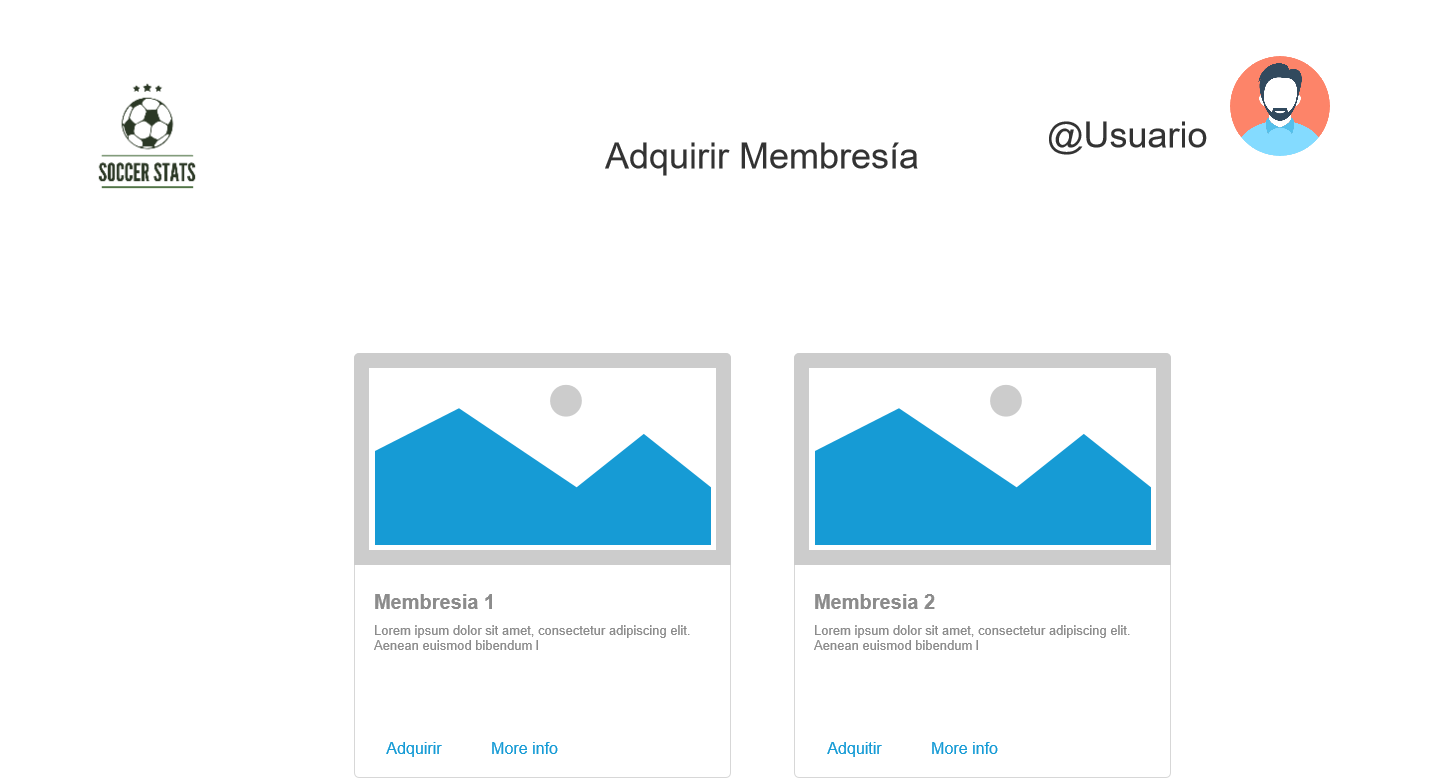 @Usuario
Adquirir Membresía
SOCCER STATS
Membresia 1
Lorem ipsum dolor sit amet, consectetur adipiscing elit.
Aenean euismod bibendum l
Adquirir
More info
Membresia 2
Lorem ipsum dolor sit amet, consectetur adipiscing elit.
Aenean euismod bibendum l
Adquitir
More info